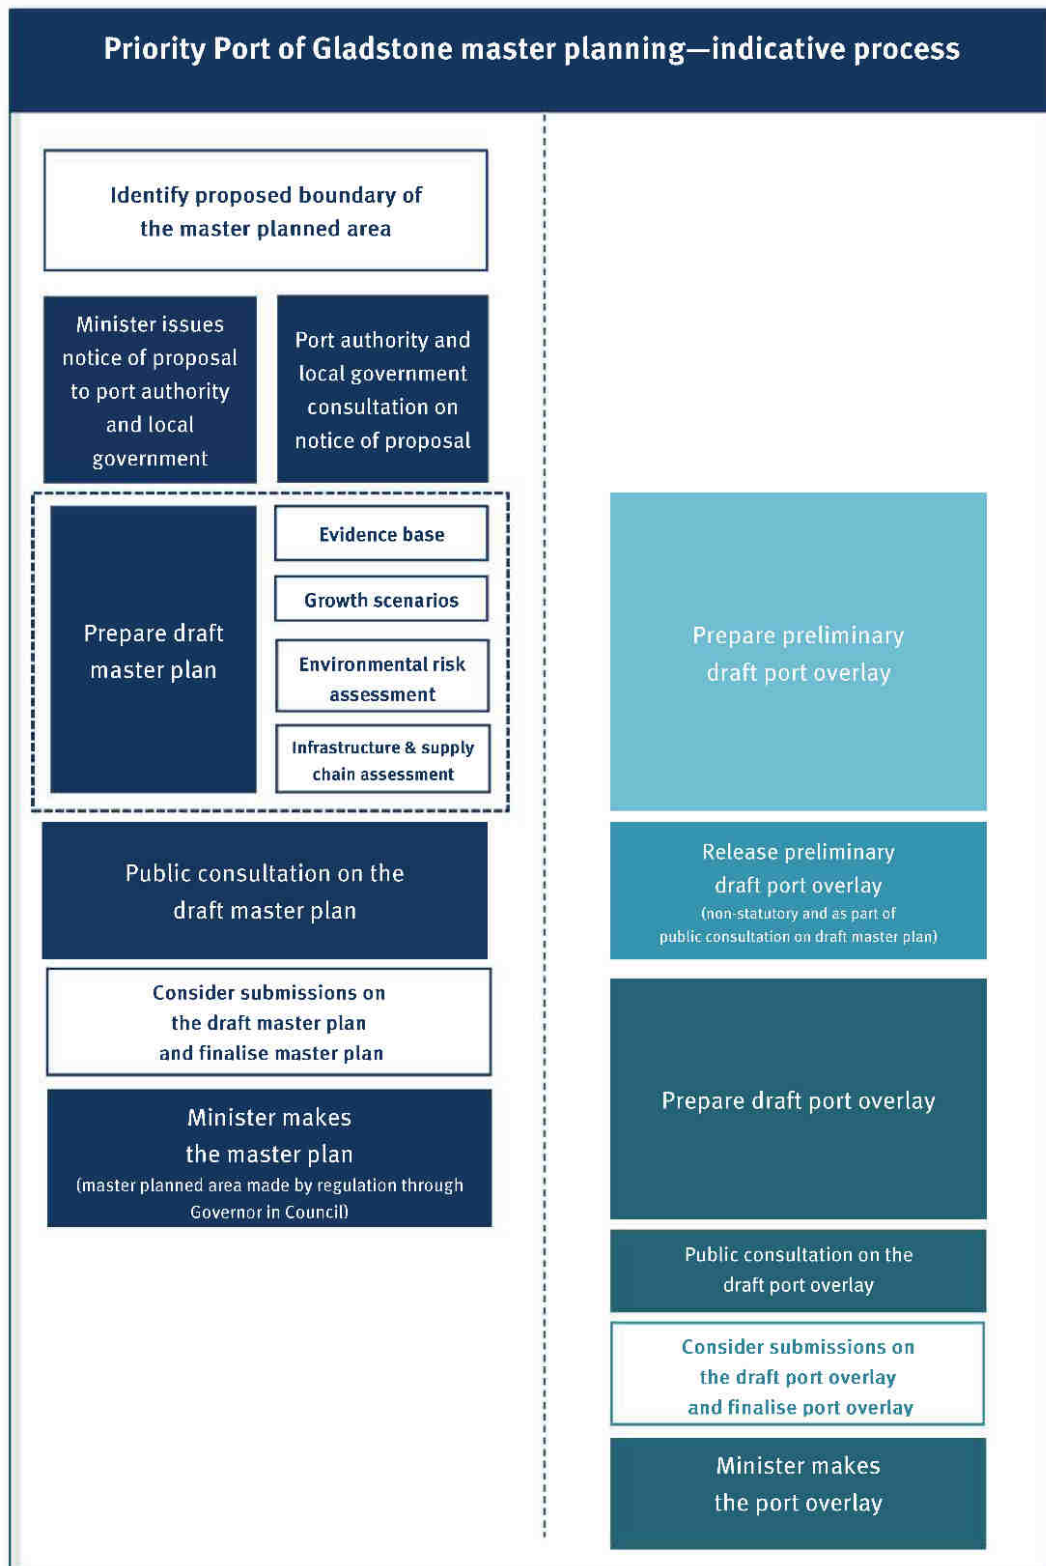 Priority Port of Gladstone master planning—indicative process
Identify proposed boundary of
the master planned area
Minister issues
notice of proposal
to port authority
and local
government
Port authority and
local government
consultation on
notice of proposal
Prepare draft
master plan
Evidence base
Growth scenarios
Environmental risk
assessment
Infrastructure & supply
chain assessment
Public consultation on the
draft master plan
Consider submissions on
the draft master plan
and finalise master plan
Minister makes
the master plan
(master planned area made by regulation through
Governor in Council)
Prepare preliminary
draft port overlay
Release preliminary
draft port overlay
(non-statutory and as part of
public consultation on draft master plan)
Prepare draft port overlay
Public consultation on the
draft port overlay
Consider submissions on
the draft port overlay
and finalise port overlay
Minister makes
the port overlay